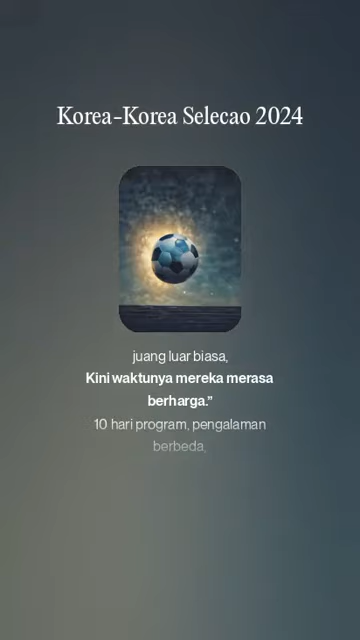 Korea-Korea Selecao 2024
juang luar biasa,
Kini waktunya mereka merasa
berharga.”
10 hari program, pengalaman
berbeda,